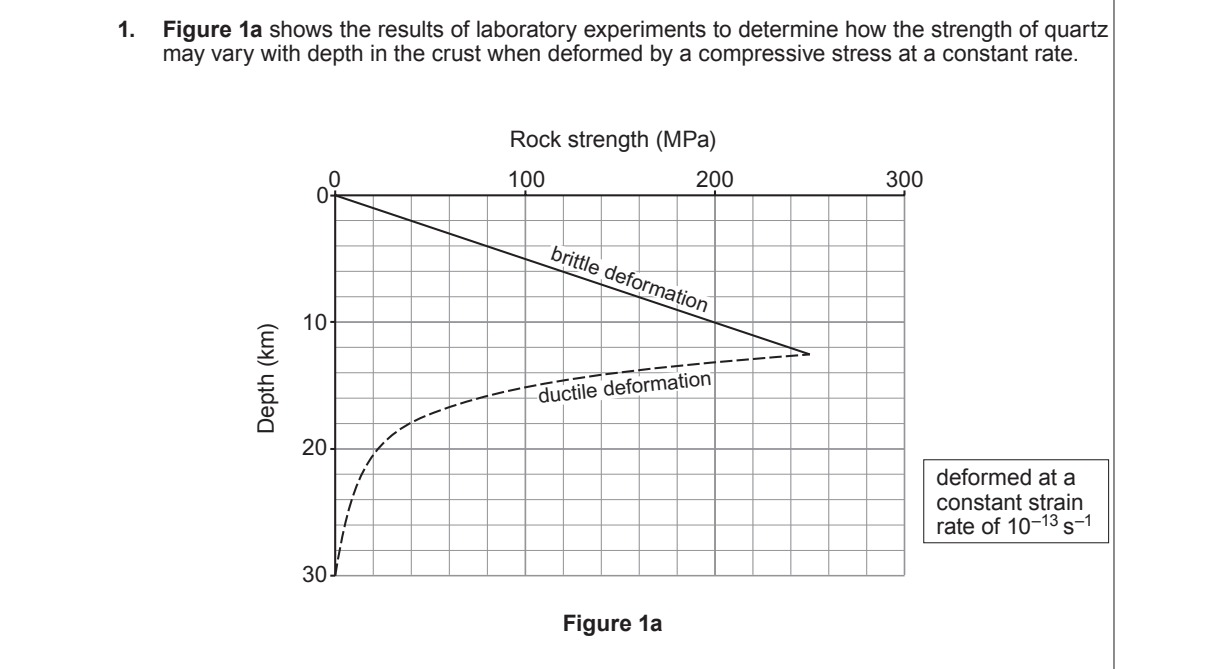 1. Figure 1a shows the results of laboratory experiments to determine how the strength of quartz
may vary with depth in the crust when deformed by a compressive stress at a constant rate.
Rock strength (MPa)
0 100 200 300
0
brittle deformation
10
Depth (km)
ductile deformation
20
deformed at a
constant strain
rate of 10⁻¹³ s⁻¹
30
Figure 1a